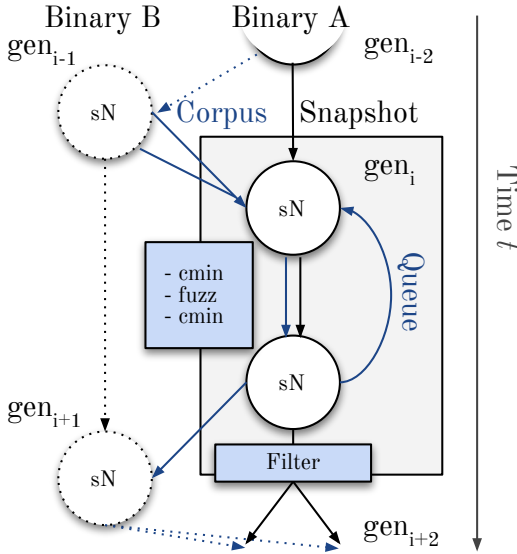 Binary B
Binary A
gen_{i-1}
gen_{i-2}
sN
Corpus
Snapshot
gen_i
sN
Time t
Queue
- cmin
- fuzz
- cmin
sN
gen_{i+1}
Filter
sN
gen_{i+2}